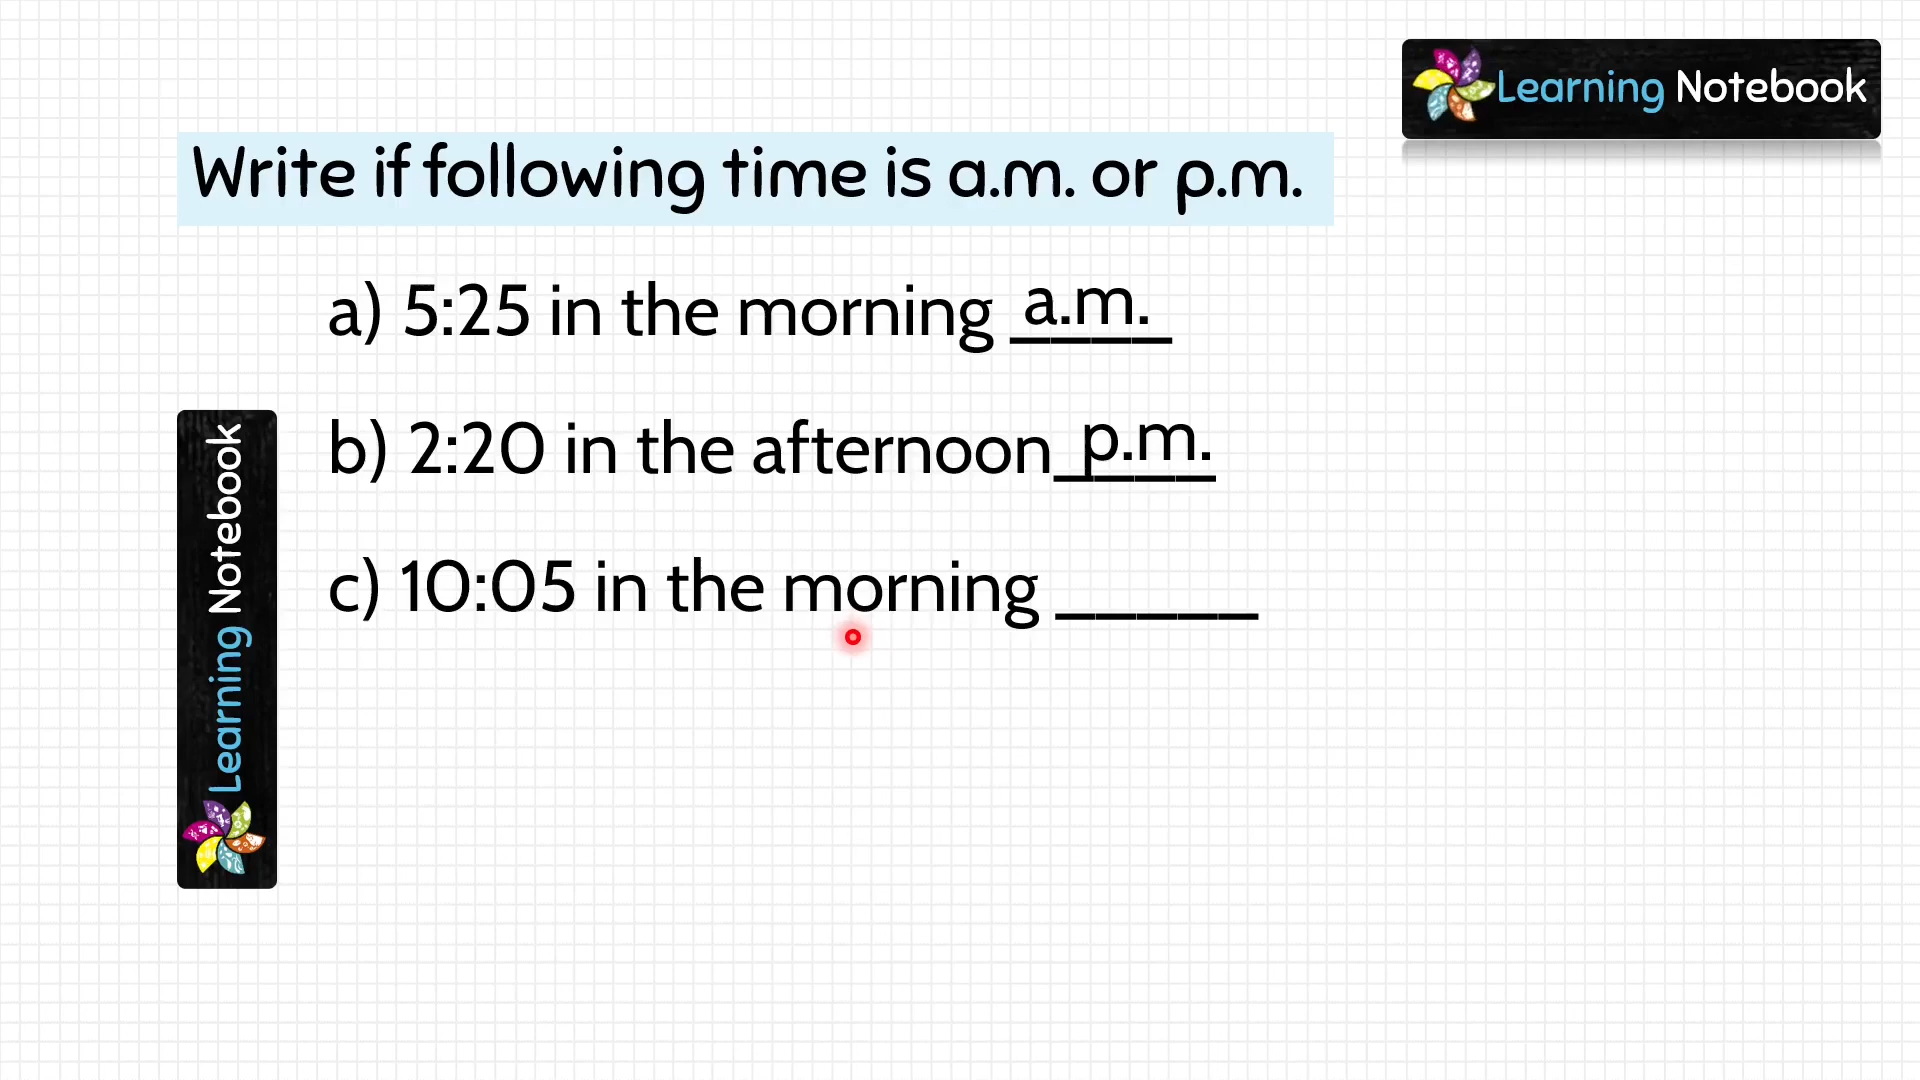 Learning Notebook
Write if following time is a.m. or p.m.
a) 5:25 in the morning a.m.
b) 2:20 in the afternoon p.m.
c) 10:05 in the morning _____
Learning Notebook